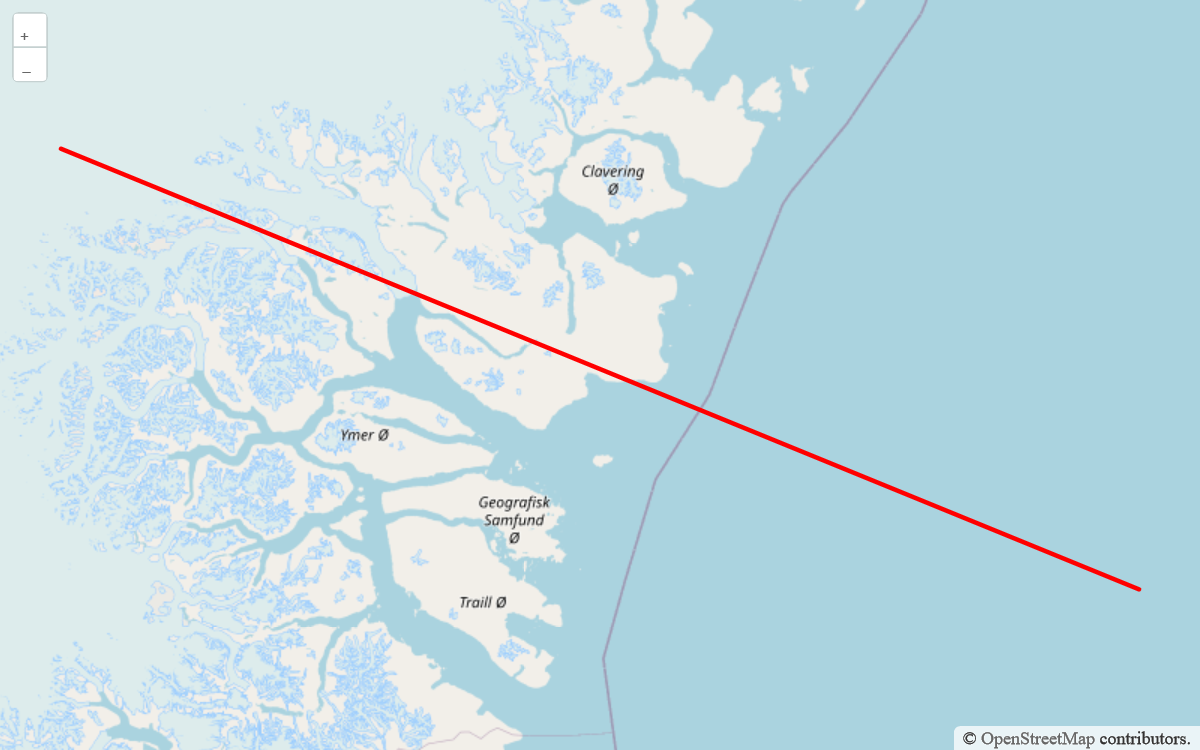 +
–
Clavering
Ø
Ymer Ø
Geografisk
Samfund
Ø
Traill Ø
© OpenStreetMap contributors.